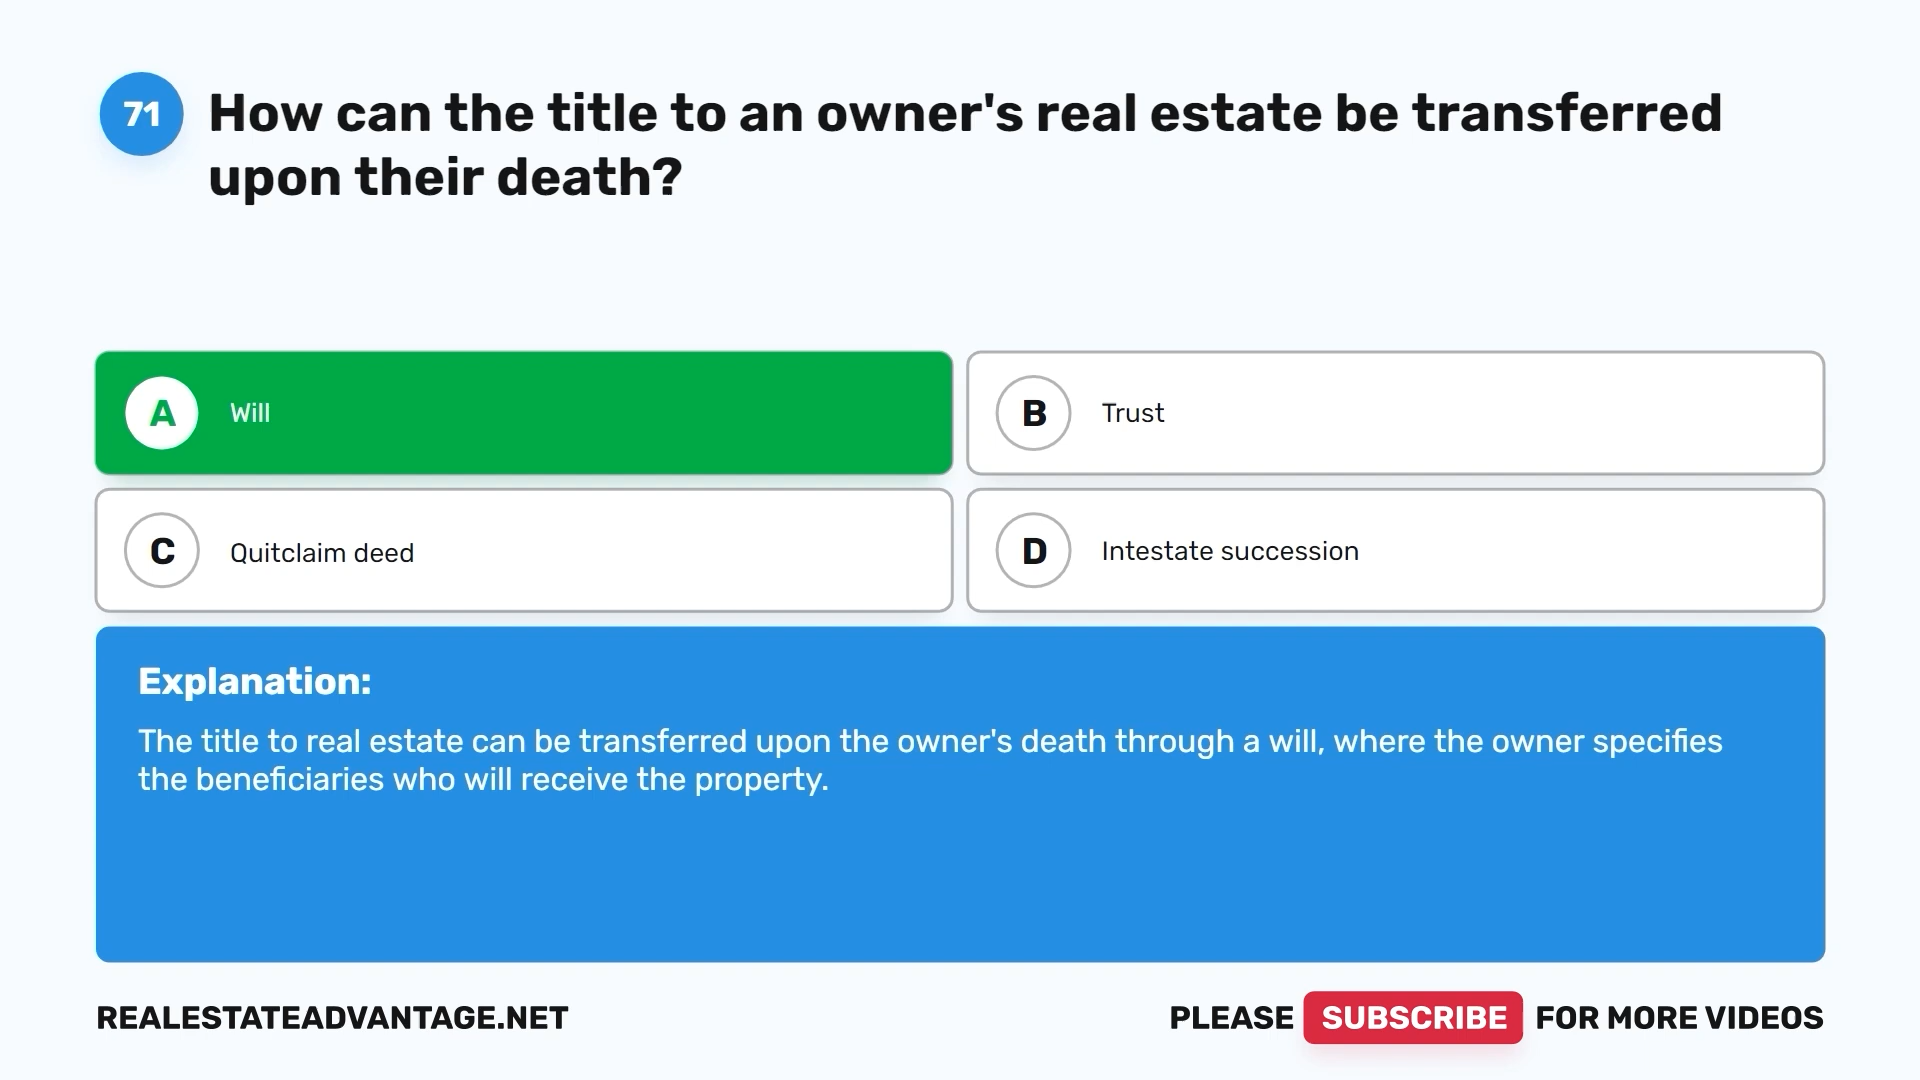 71
How can the title to an owner's real estate be transferred
upon their death?
A Will
B Trust
C Quitclaim deed
D Intestate succession
Explanation:
The title to real estate can be transferred upon the owner's death through a will, where the owner specifies
the beneficiaries who will receive the property.
REALESTATEADVANTAGE.NET
PLEASE SUBSCRIBE FOR MORE VIDEOS